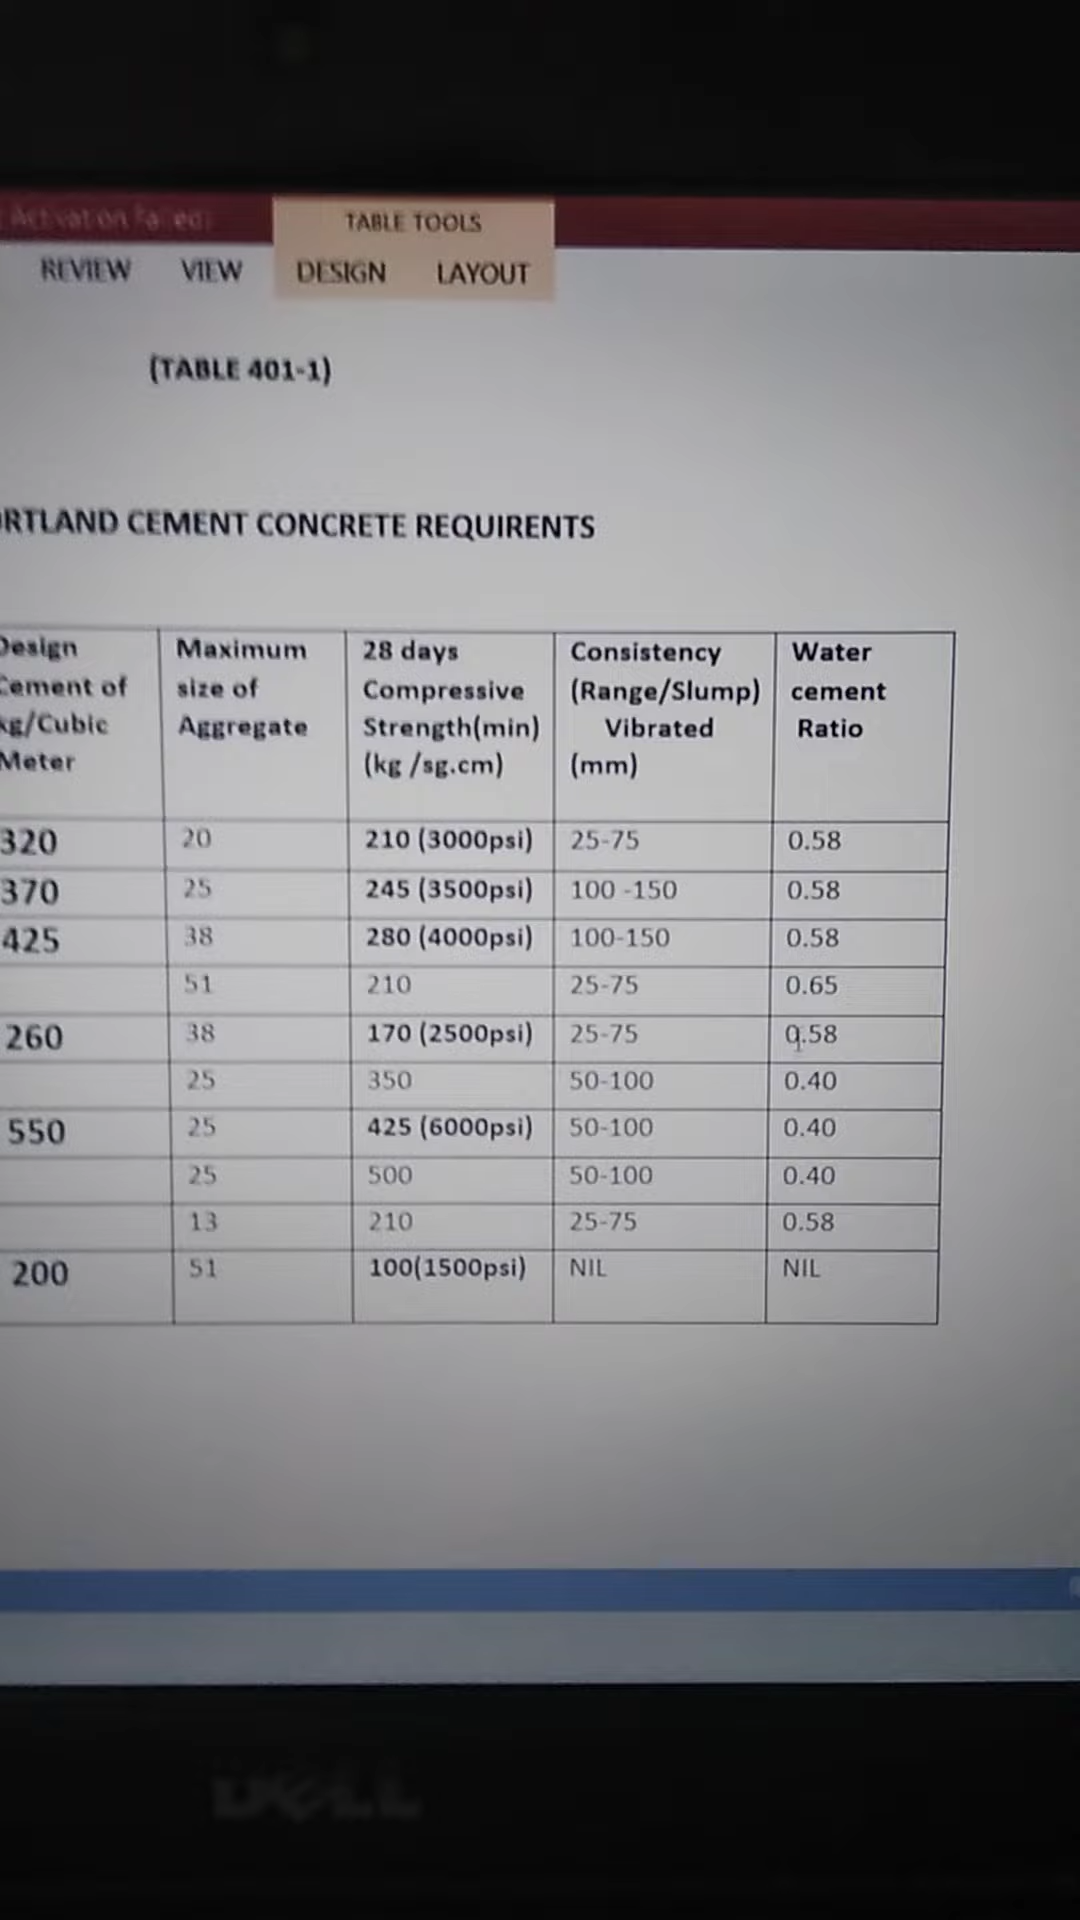 TABLE TOOLS
REVIEW VIEW DESIGN LAYOUT
(TABLE 401-1)
RTLAND CEMENT CONCRETE REQUIRENTS
Design Maximum 28 days Consistency Water
Cement of size of Compressive (Range/Slump) cement
kg/Cubic Aggregate Strength(min) Vibrated Ratio
Meter (kg /sg.cm) (mm)
320 20 210 (3000psi) 25-75 0.58
370 25 245 (3500psi) 100 -150 0.58
425 38 280 (4000psi) 100-150 0.58
51 210 25-75 0.65
260 38 170 (2500psi) 25-75 0.58
25 350 50-100 0.40
550 25 425 (6000psi) 50-100 0.40
25 500 50-100 0.40
13 210 25-75 0.58
200 51 100(1500psi) NIL NIL
DELL